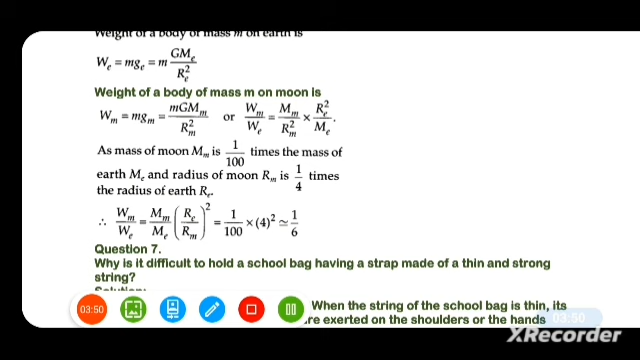 Weight of a body of mass m on earth is
W_e = mg_e = m GM_e / R_e^2
Weight of a body of mass m on moon is
W_m = mg_m = mGM_m / R_m^2 or W_m / W_e = M_m / R_m^2 × R_e^2 / M_e.
As mass of moon M_m is 1/100 times the mass of
earth M_e and radius of moon R_m is 1/4 times
the radius of earth R_e.
∴ W_m / W_e = M_m / M_e (R_e / R_m)^2 = 1/100 × (4)^2 ≃ 1/6
Question 7.
Why is it difficult to hold a school bag having a strap made of a thin and strong
string?
Solution:
03:50
When the string of the school bag is thin, its
re exerted on the shoulders or the hands
03:50
XRecorder